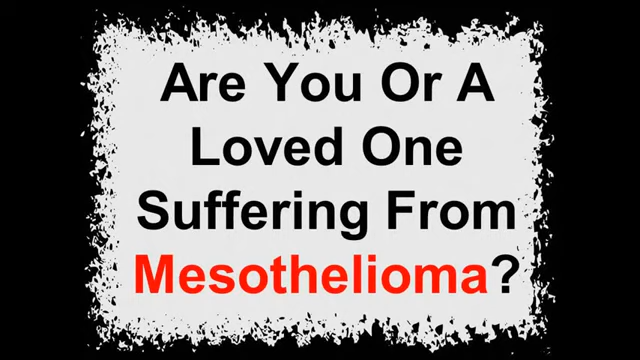 Are You Or A
Loved One
Suffering From
Mesothelioma?